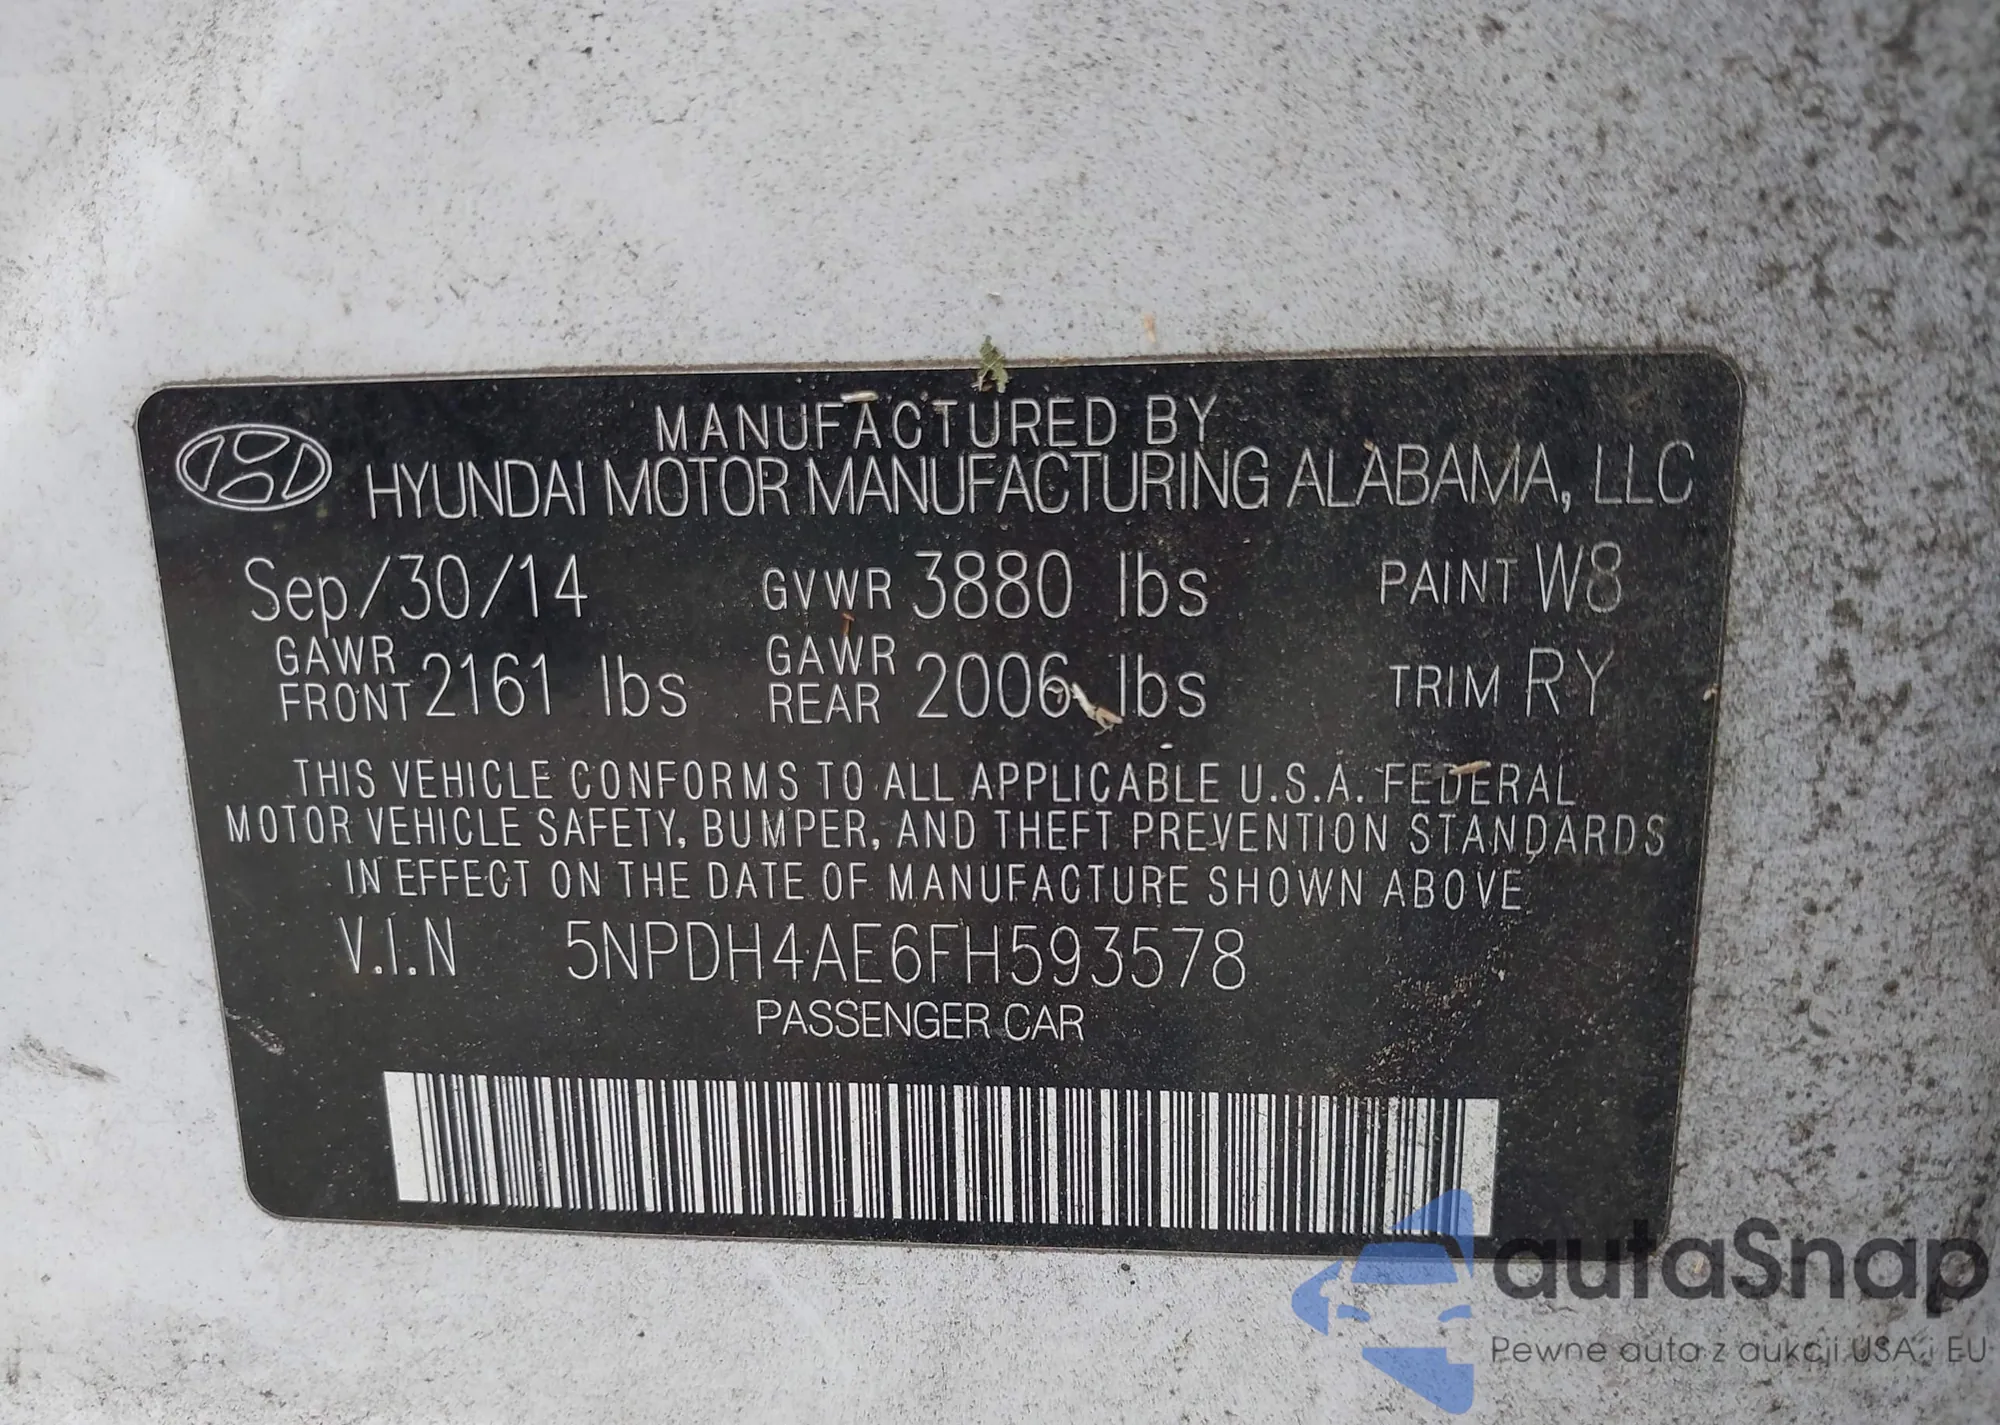 MANUFACTURED BY
HYUNDAI MOTOR MANUFACTURING ALABAMA, LLC
Sep/30/14 GVWR 3880 lbs PAINT W8
GAWR FRONT 2161 lbs GAWR REAR 2006 lbs TRIM RY
THIS VEHICLE CONFORMS TO ALL APPLICABLE U.S.A. FEDERAL
MOTOR VEHICLE SAFETY, BUMPER, AND THEFT PREVENTION STANDARDS
IN EFFECT ON THE DATE OF MANUFACTURE SHOWN ABOVE
V.I.N 5NPDH4AE6FH593578
PASSENGER CAR
autaSnap
Pewne auta z aukcji USA i EU